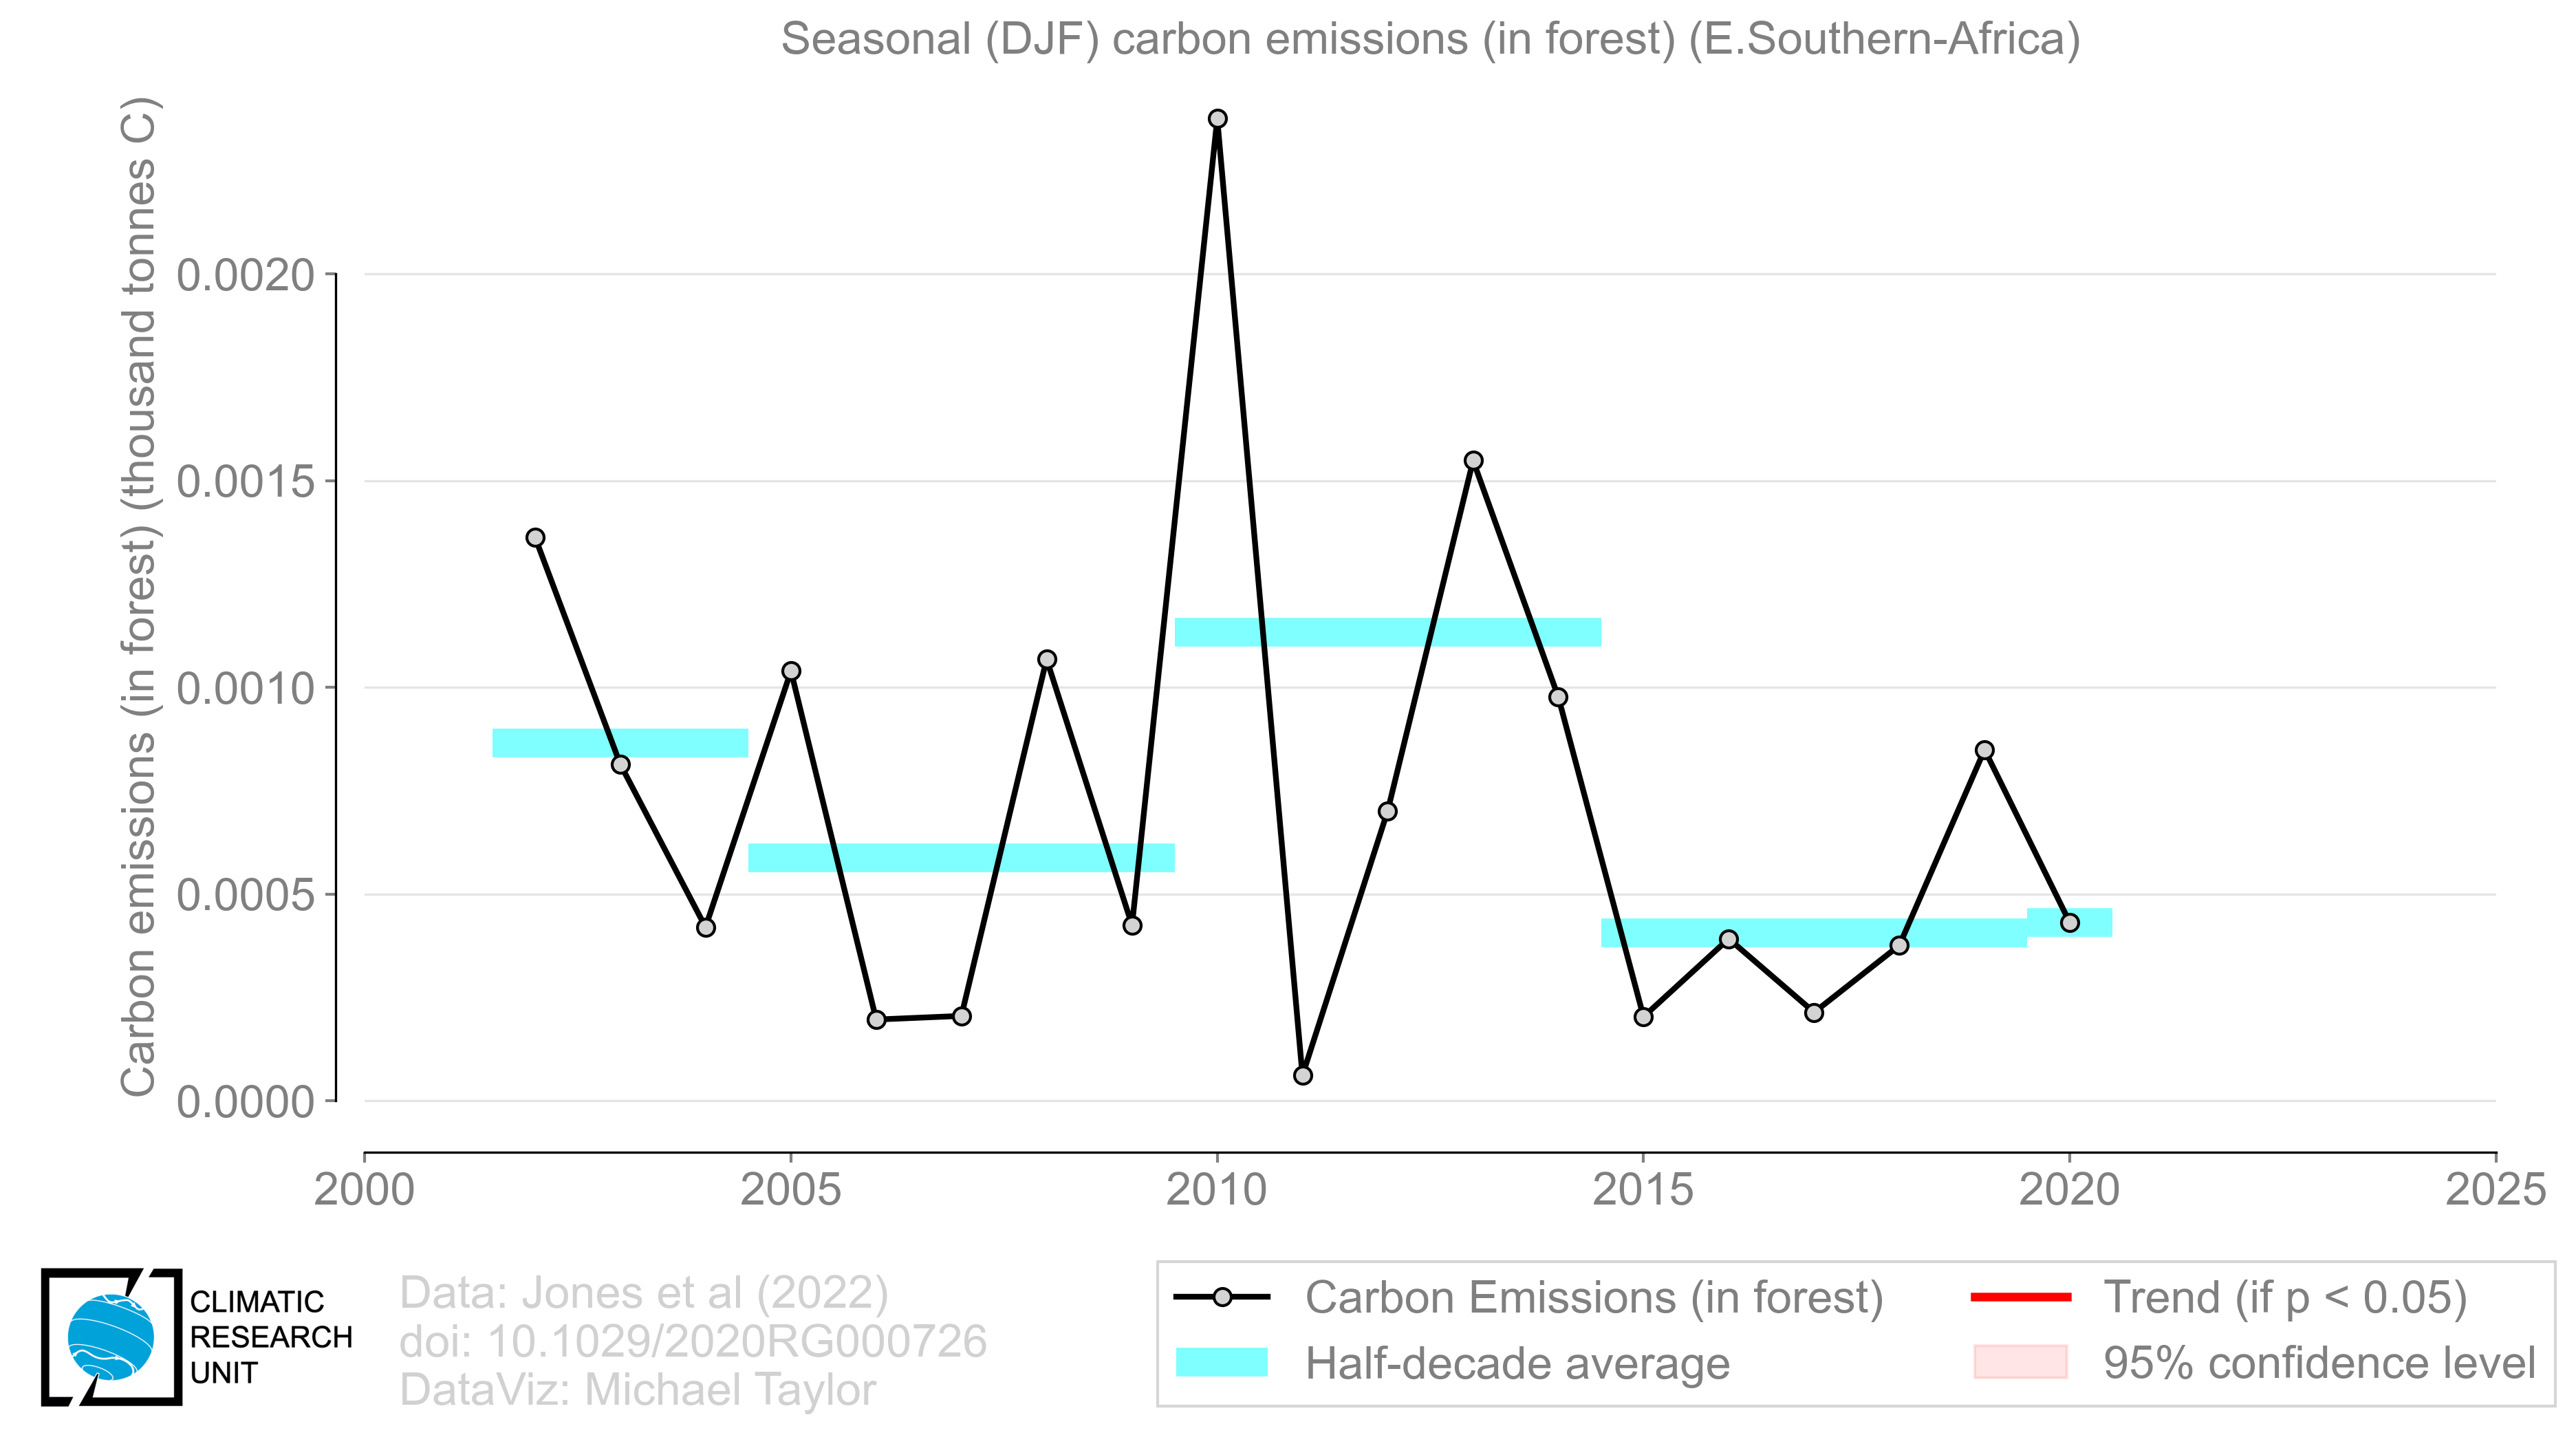 Seasonal (DJF) carbon emissions (in forest) (E.Southern-Africa)
Carbon emissions (in forest) (thousand tonnes C)
0.0020
0.0015
0.0010
0.0005
0.0000
2000 2005 2010 2015 2020 2025
CLIMATIC
RESEARCH
UNIT
Data: Jones et al (2022)
doi: 10.1029/2020RG000726
DataViz: Michael Taylor
Carbon Emissions (in forest)
Half-decade average
Trend (if p < 0.05)
95% confidence level